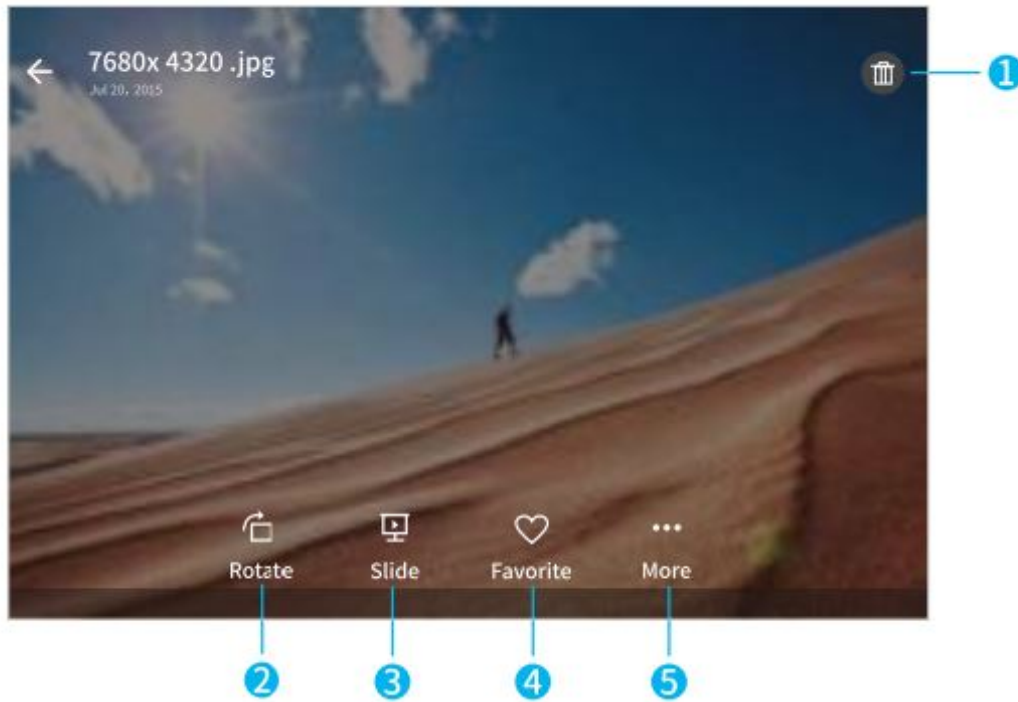 7680x 4320 .jpg
Jul 20, 2015
1
Rotate
Slide
Favorite
More
2
3
4
5